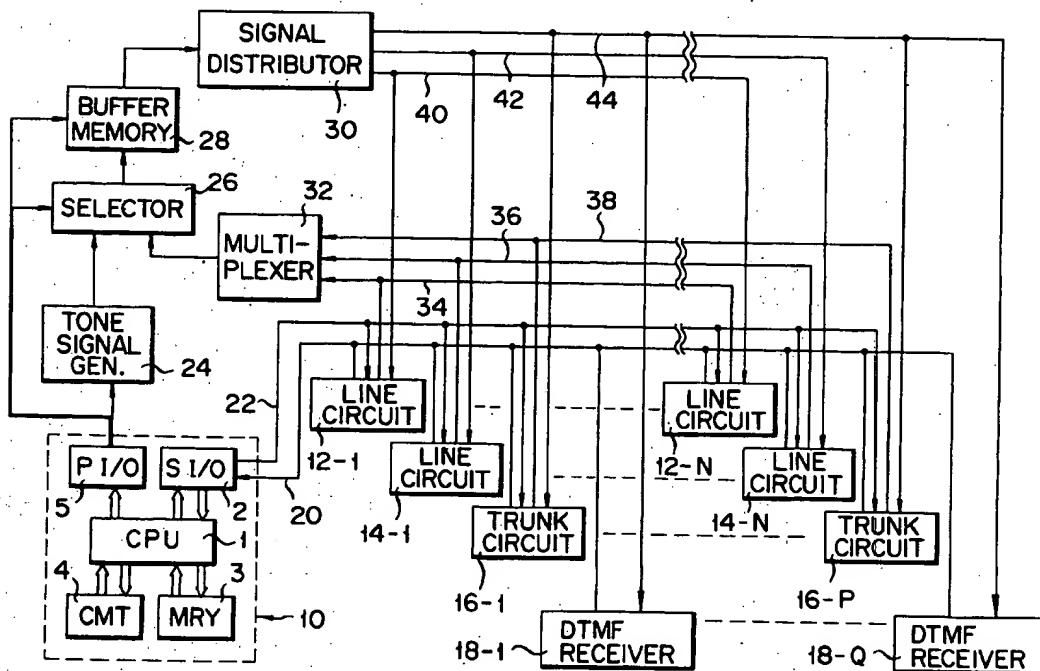 SIGNAL
DISTRIBUTOR
30
44
42
40
BUFFER
MEMORY
28
26
SELECTOR
32
MULTI-
PLEXER
36
38
34
TONE
SIGNAL
GEN.
24
22
LINE
CIRCUIT
12-1
LINE
CIRCUIT
12-N
P I/O
5
S I/O
2
20
LINE
CIRCUIT
14-1
LINE
CIRCUIT
14-N
CPU
1
TRUNK
CIRCUIT
16-1
TRUNK
CIRCUIT
16-P
4
CMT
3
MRY
10
DTMF
RECEIVER
18-1
DTMF
RECEIVER
18-Q